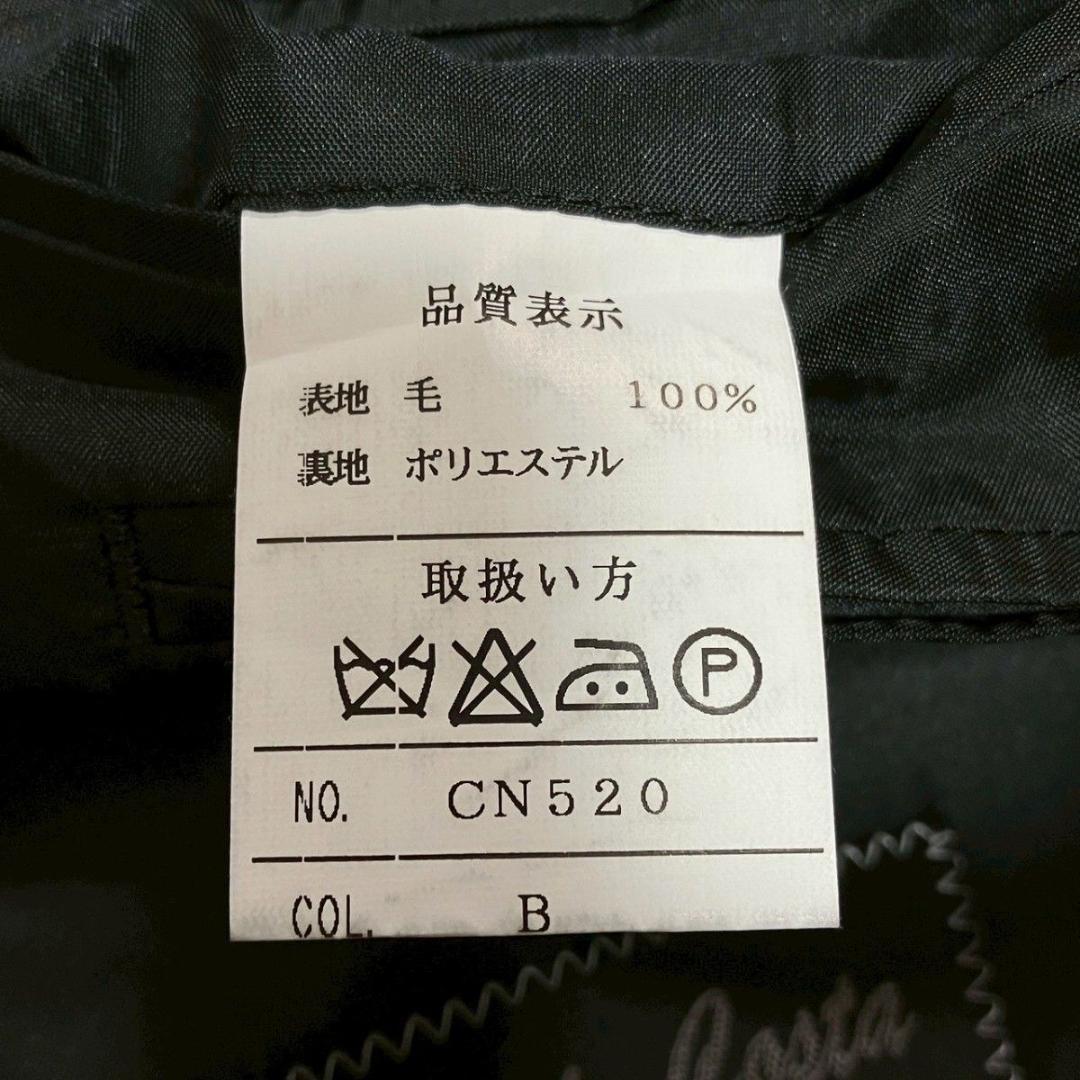 品質表示
表地 毛 100%
裏地 ポリエステル
取扱い方
P
NO. CN520
COL. B